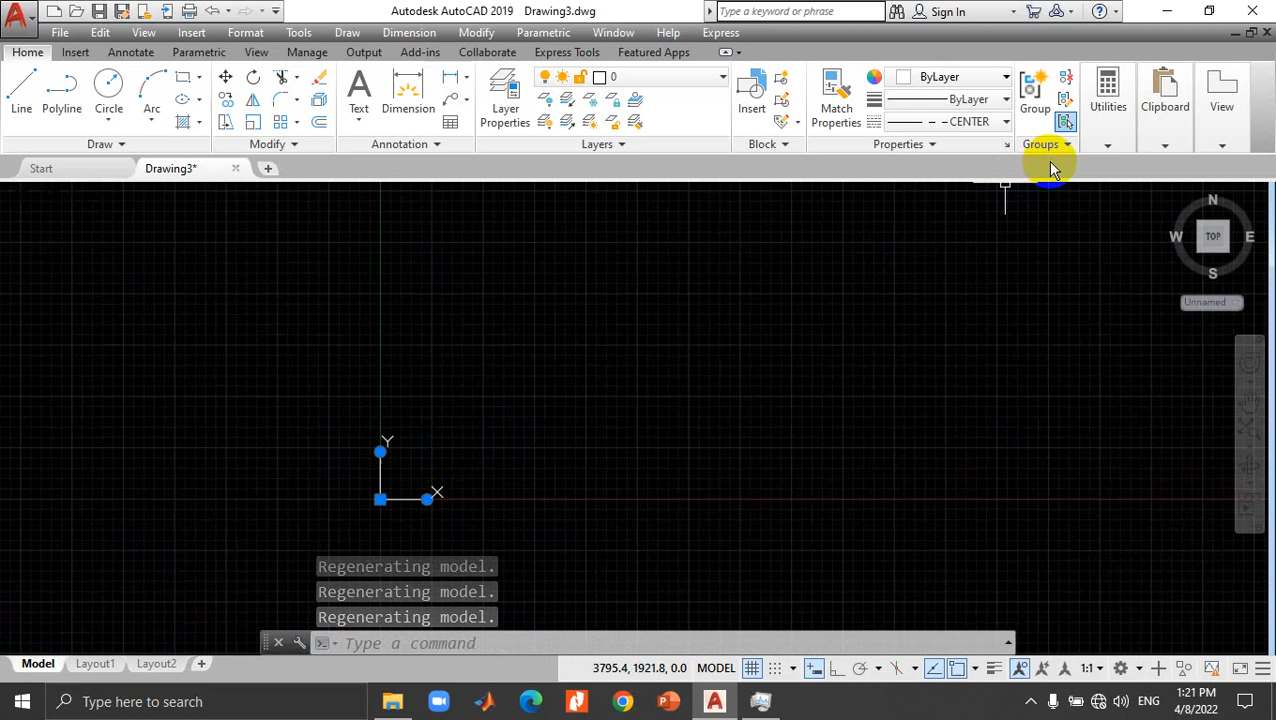 Autodesk AutoCAD 2019 Drawing3.dwg
Type a keyword or phrase
Sign In
File Edit View Insert Format Tools Draw Dimension Modify Parametric Window Help Express
Home Insert Annotate Parametric View Manage Output Add-ins Collaborate Express Tools Featured Apps
0
ByLayer
ByLayer
CENTER
Line Polyline Circle Arc
Text Dimension
Layer Properties
Insert
Match Properties
Group
Utilities
Clipboard
View
Draw Modify Annotation Layers Block Properties Groups
Start Drawing3*
N
W TOP E
S
Unnamed
Y
X
Regenerating model.
Regenerating model.
Regenerating model.
Type a command
Model Layout1 Layout2
3795.4, 1921.8, 0.0 MODEL 1:1
Type here to search
ENG
1:21 PM
4/8/2022